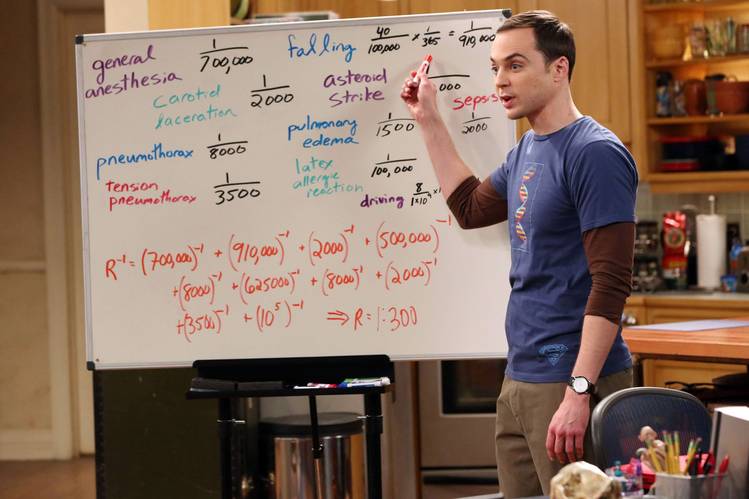 general
anesthesia
1/700,000
falling
40/100,000 × 1/365 = 1/910,000
carotid
laceration
1/2000
asteroid
strike
000
sepsis
1/2000
pneumothorax
1/8000
pulmonary
edema
1/1500
tension
pneumothorax
1/3500
latex
allergic
reaction
1/100,000
driving
R⁻¹ = (700,000)⁻¹ + (910,000)⁻¹ + (2000)⁻¹ + (500,000)⁻¹
+(8000)⁻¹ + (625000)⁻¹ + (8000)⁻¹ + (2000)⁻¹
+(3500)⁻¹ + (10⁵)⁻¹ ⇒ R = 1:300